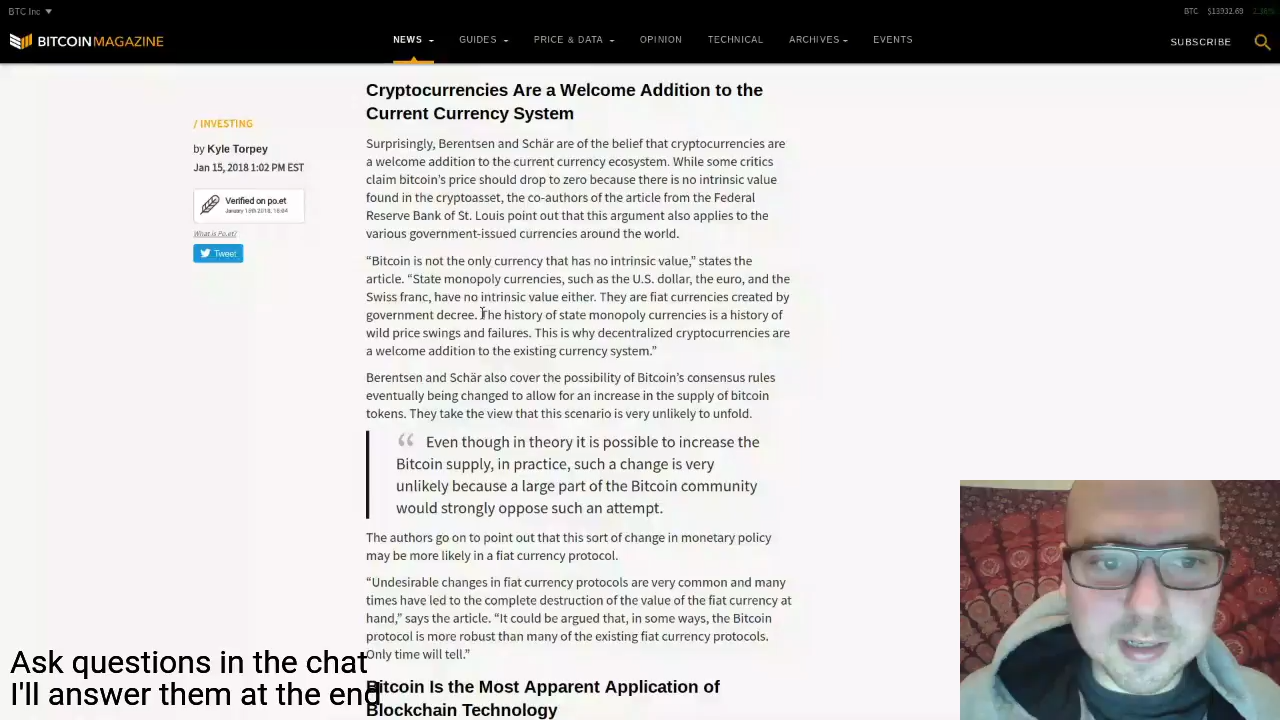 BTC Inc
BTC $13932.69 2.38%
BITCOINMAGAZINE
NEWS
GUIDES
PRICE & DATA
OPINION
TECHNICAL
ARCHIVES
EVENTS
SUBSCRIBE
/ INVESTING
by Kyle Torpey
Jan 15, 2018 1:02 PM EST
Verified on po.et
What is Po.et?
Tweet
Cryptocurrencies Are a Welcome Addition to the
Current Currency System
Surprisingly, Berentsen and Schär are of the belief that cryptocurrencies are
a welcome addition to the current currency ecosystem. While some critics
claim bitcoin’s price should drop to zero because there is no intrinsic value
found in the cryptoasset, the co-authors of the article from the Federal
Reserve Bank of St. Louis point out that this argument also applies to the
various government-issued currencies around the world.
“Bitcoin is not the only currency that has no intrinsic value,” states the
article. “State monopoly currencies, such as the U.S. dollar, the euro, and the
Swiss franc, have no intrinsic value either. They are fiat currencies created by
government decree. The history of state monopoly currencies is a history of
wild price swings and failures. This is why decentralized cryptocurrencies are
a welcome addition to the existing currency system.”
Berentsen and Schär also cover the possibility of Bitcoin’s consensus rules
eventually being changed to allow for an increase in the supply of bitcoin
tokens. They take the view that this scenario is very unlikely to unfold.
“ Even though in theory it is possible to increase the
Bitcoin supply, in practice, such a change is very
unlikely because a large part of the Bitcoin community
would strongly oppose such an attempt.
The authors go on to point out that this sort of change in monetary policy
may be more likely in a fiat currency protocol.
“Undesirable changes in fiat currency protocols are very common and many
times have led to the complete destruction of the value of the fiat currency at
hand,” says the article. “It could be argued that, in some ways, the Bitcoin
protocol is more robust than many of the existing fiat currency protocols.
Only time will tell.”
Bitcoin Is the Most Apparent Application of
Blockchain Technology
Ask questions in the chat
I'll answer them at the end